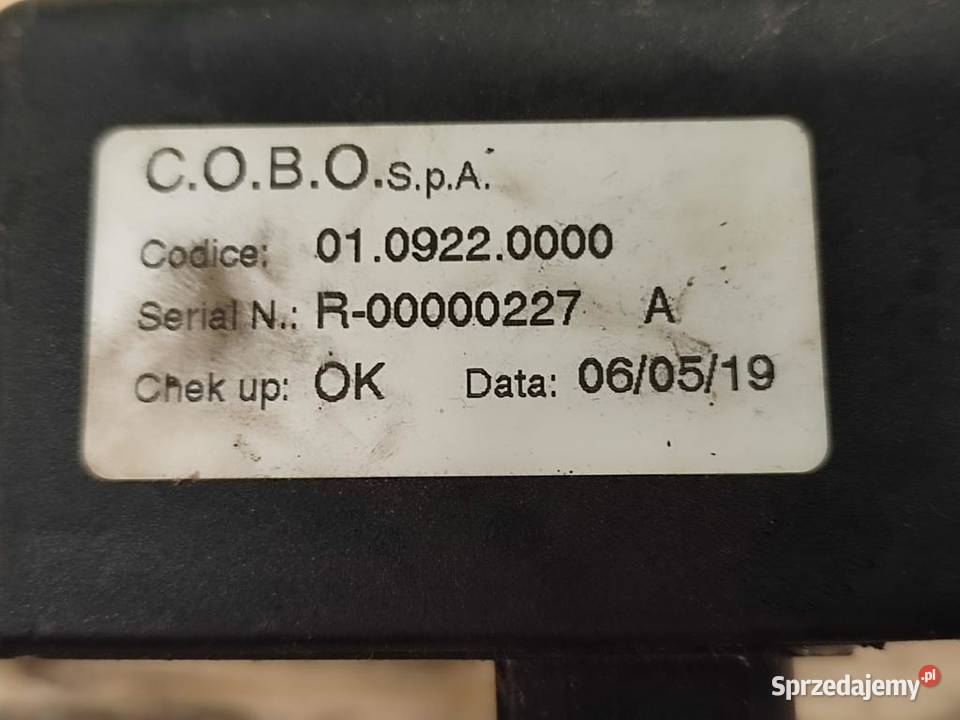 C.O.B.O.S.p.A.
Codice: 01.0922.0000
Serial N.: R-00000227 A
Chek up: OK Data: 06/05/19
Sprzedajemy.pl